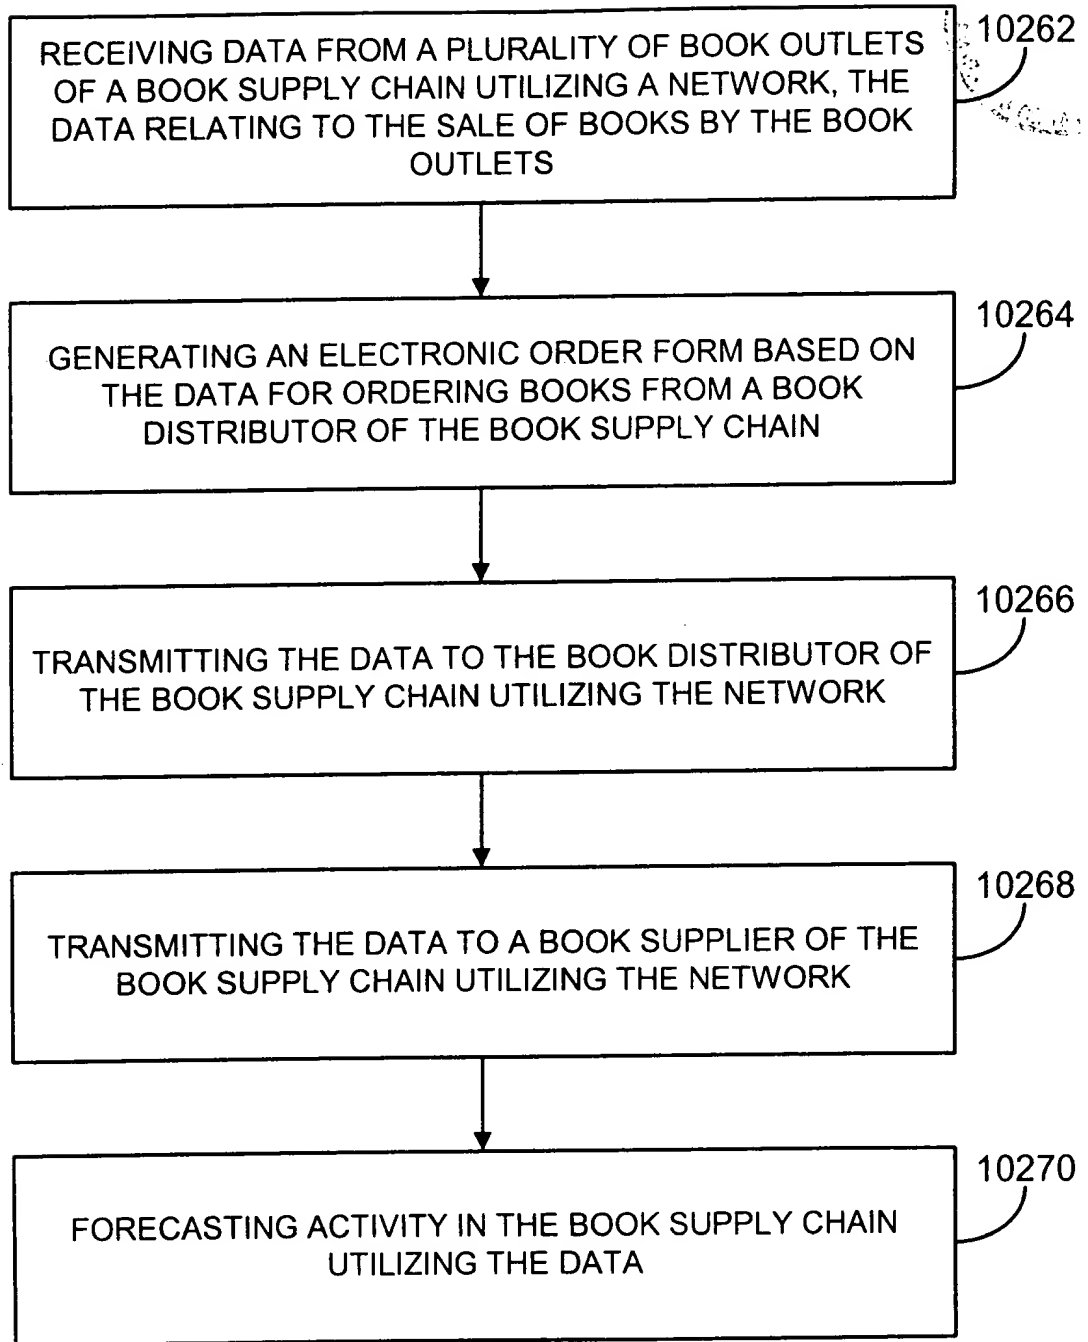 RECEIVING DATA FROM A PLURALITY OF BOOK OUTLETS
OF A BOOK SUPPLY CHAIN UTILIZING A NETWORK, THE
DATA RELATING TO THE SALE OF BOOKS BY THE BOOK
OUTLETS
10262
GENERATING AN ELECTRONIC ORDER FORM BASED ON
THE DATA FOR ORDERING BOOKS FROM A BOOK
DISTRIBUTOR OF THE BOOK SUPPLY CHAIN
10264
TRANSMITTING THE DATA TO THE BOOK DISTRIBUTOR OF
THE BOOK SUPPLY CHAIN UTILIZING THE NETWORK
10266
TRANSMITTING THE DATA TO A BOOK SUPPLIER OF THE
BOOK SUPPLY CHAIN UTILIZING THE NETWORK
10268
FORECASTING ACTIVITY IN THE BOOK SUPPLY CHAIN
UTILIZING THE DATA
10270